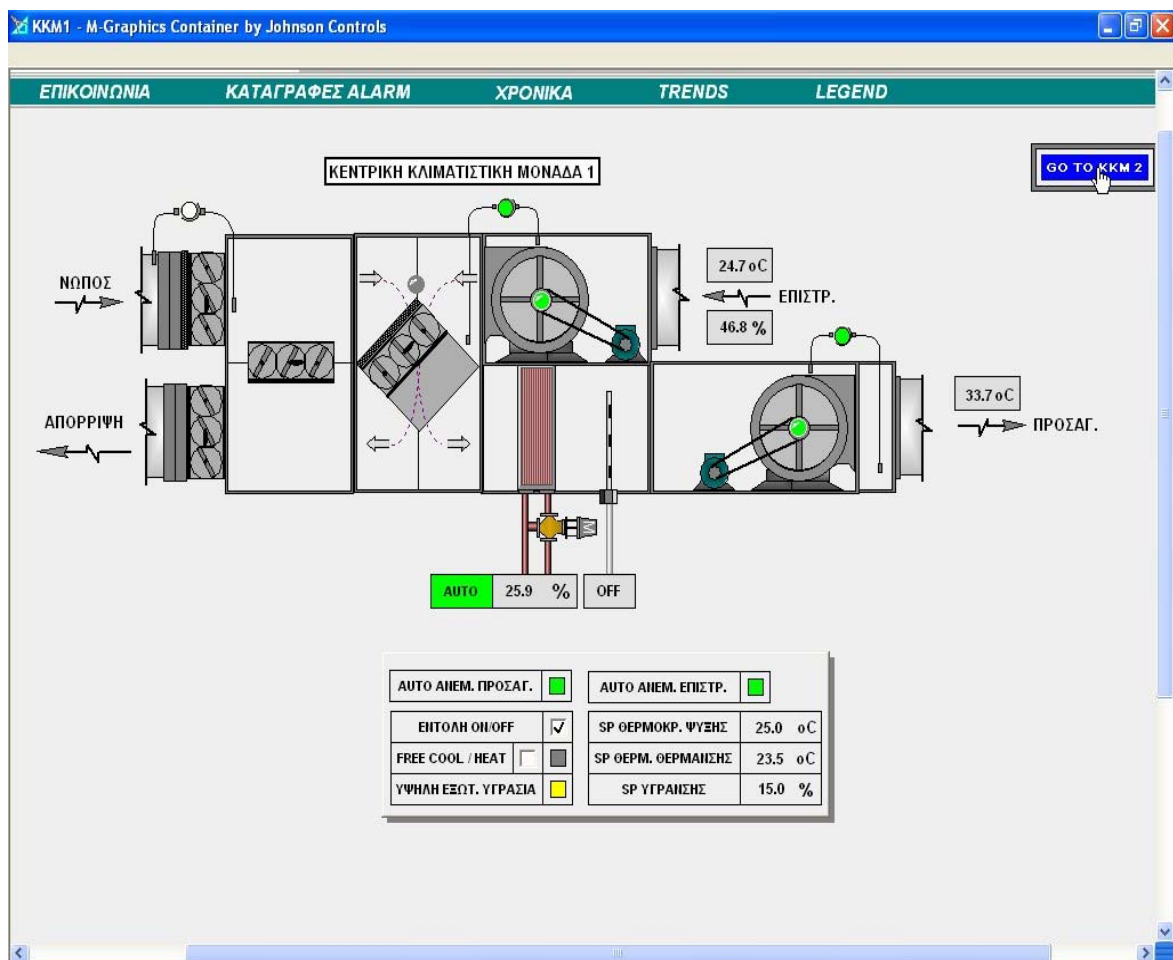 KKM1 - M-Graphics Container by Johnson Controls
ΕΠΙΚΟΙΝΩΝΙΑ ΚΑΤΑΓΡΑΦΕΣ ALARM ΧΡΟΝΙΚΑ TRENDS LEGEND
ΚΕΝΤΡΙΚΗ ΚΛΙΜΑΤΙΣΤΙΚΗ ΜΟΝΑΔΑ 1
GO TO KKM 2
ΝΩΠΟΣ
24.7 oC
ΕΠΙΣΤΡ.
46.8 %
ΑΠΟΡΡΙΨΗ
33.7 oC
ΠΡΟΣΑΓ.
M
AUTO 25.9 % OFF
AUTO ΑΝΕΜ. ΠΡΟΣΑΓ. AUTO ΑΝΕΜ. ΕΠΙΣΤΡ.
ΕΝΤΟΛΗ ON/OFF SP ΘΕΡΜΟΚΡ. ΨΥΞΗΣ 25.0 oC
FREE COOL / HEAT SP ΘΕΡΜ. ΘΕΡΜΑΝΣΗΣ 23.5 oC
ΥΨΗΛΗ ΕΞΩΤ. ΥΓΡΑΣΙΑ SP ΥΓΡΑΝΣΗΣ 15.0 %